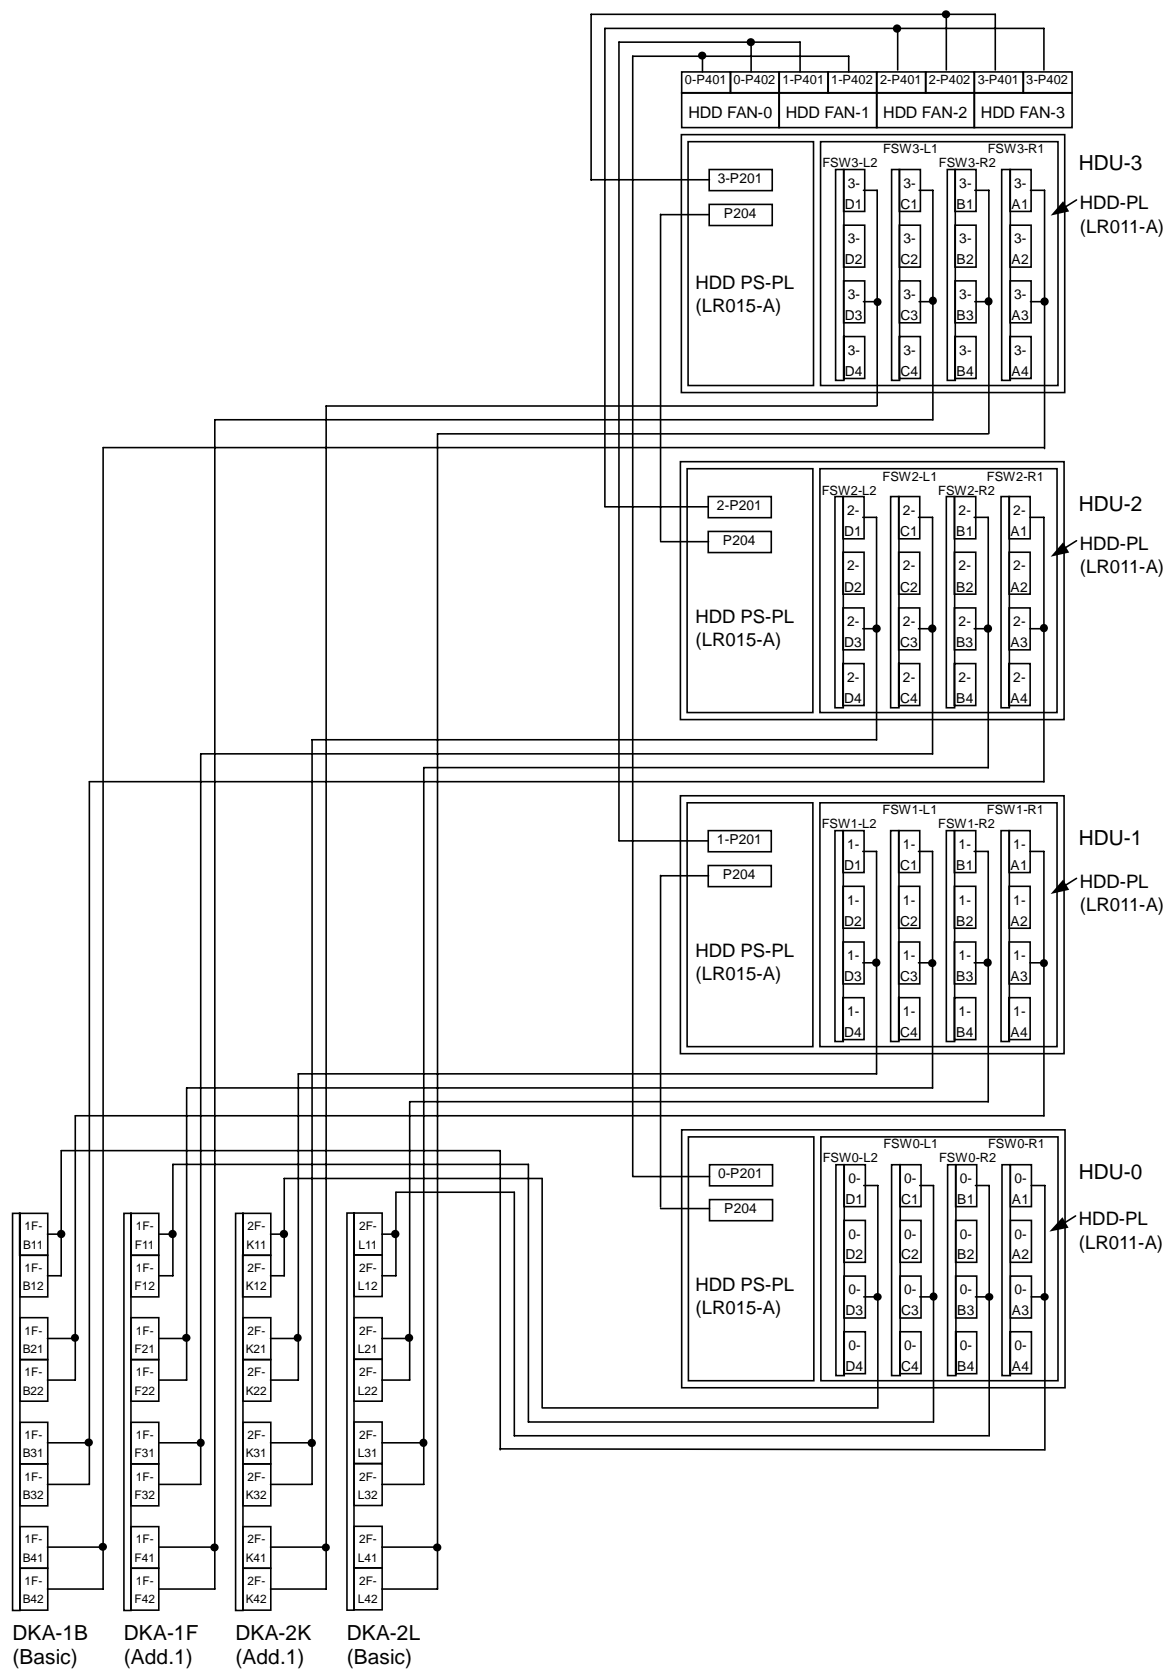 0-P401 0-P402 1-P401 1-P402 2-P401 2-P402 3-P401 3-P402
HDD FAN-0 HDD FAN-1 HDD FAN-2 HDD FAN-3
FSW3-L1 FSW3-R1
FSW3-L2 FSW3-R2
HDU-3
3-P201
P204
HDD PS-PL
(LR015-A)
3- 3- 3- 3-
D1 C1 B1 A1
3- 3- 3- 3-
D2 C2 B2 A2
3- 3- 3- 3-
D3 C3 B3 A3
3- 3- 3- 3-
D4 C4 B4 A4
HDD-PL
(LR011-A)
FSW2-L1 FSW2-R1
FSW2-L2 FSW2-R2
HDU-2
2-P201
P204
HDD PS-PL
(LR015-A)
2- 2- 2- 2-
D1 C1 B1 A1
2- 2- 2- 2-
D2 C2 B2 A2
2- 2- 2- 2-
D3 C3 B3 A3
2- 2- 2- 2-
D4 C4 B4 A4
HDD-PL
(LR011-A)
FSW1-L1 FSW1-R1
FSW1-L2 FSW1-R2
HDU-1
1-P201
P204
HDD PS-PL
(LR015-A)
1- 1- 1- 1-
D1 C1 B1 A1
1- 1- 1- 1-
D2 C2 B2 A2
1- 1- 1- 1-
D3 C3 B3 A3
1- 1- 1- 1-
D4 C4 B4 A4
HDD-PL
(LR011-A)
FSW0-L1 FSW0-R1
FSW0-L2 FSW0-R2
HDU-0
0-P201
P204
HDD PS-PL
(LR015-A)
0- 0- 0- 0-
D1 C1 B1 A1
0- 0- 0- 0-
D2 C2 B2 A2
0- 0- 0- 0-
D3 C3 B3 A3
0- 0- 0- 0-
D4 C4 B4 A4
HDD-PL
(LR011-A)
1F- 1F- 2F- 2F-
B11 F11 K11 L11
1F- 1F- 2F- 2F-
B12 F12 K12 L12
1F- 1F- 2F- 2F-
B21 F21 K21 L21
1F- 1F- 2F- 2F-
B22 F22 K22 L22
1F- 1F- 2F- 2F-
B31 F31 K31 L31
1F- 1F- 2F- 2F-
B32 F32 K32 L32
1F- 1F- 2F- 2F-
B41 F41 K41 L41
1F- 1F- 2F- 2F-
B42 F42 K42 L42
DKA-1B DKA-1F DKA-2K DKA-2L
(Basic) (Add.1) (Add.1) (Basic)